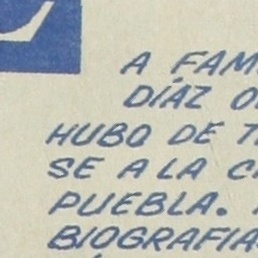 A FAM
DÍAZ O
HUBO DE T
SE A LA C
PUEBLA.
BIOGRAFIA